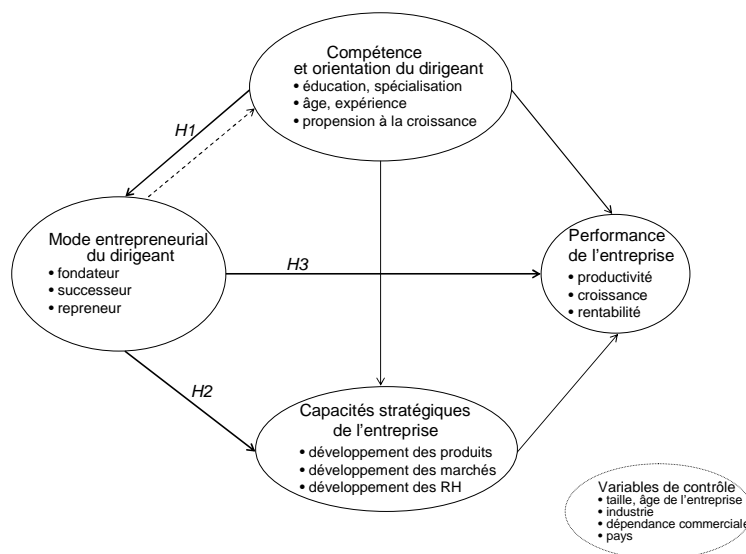 Compétence
et orientation du dirigeant
• éducation, spécialisation
• âge, expérience
• propension à la croissance
H1
Mode entrepreneurial
du dirigeant
• fondateur
• successeur
• repreneur
H3
Performance
de l'entreprise
• productivité
• croissance
• rentabilité
H2
Capacités stratégiques
de l'entreprise
• développement des produits
• développement des marchés
• développement des RH
Variables de contrôle
• taille, âge de l'entreprise
• industrie
• dépendance commerciale
• pays